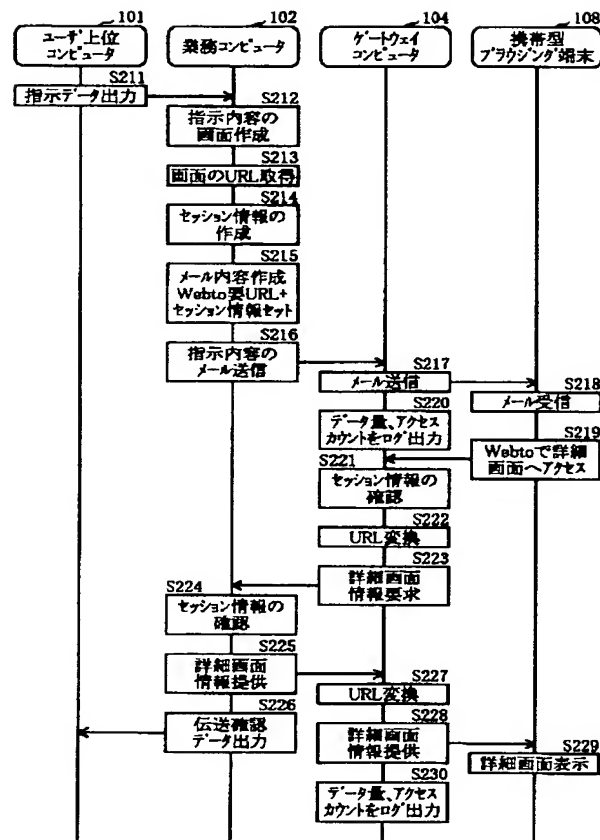 101
102
104
108
ユーザ上位
コンピュータ
業務コンピュータ
ゲートウェイ
コンピュータ
携帯型
ブラウジング端末
S211
指示データ出力
S212
指示内容の
画面作成
S213
画面のURL取得
S214
セッション情報の
作成
S215
メール内容作成
Webto要URL+
セッション情報セット
S216
指示内容の
メール送信
S217
メール送信
S218
メール受信
S220
データ量、アクセス
カウントをログ出力
S219
Webtoで詳細
画面へアクセス
S221
セッション情報の
確認
S222
URL変換
S223
詳細画面
情報要求
S224
セッション情報の
確認
S225
詳細画面
情報提供
S227
URL変換
S226
伝送確認
データ出力
S228
詳細画面
情報提供
S229
詳細画面表示
S230
データ量、アクセス
カウントをログ出力